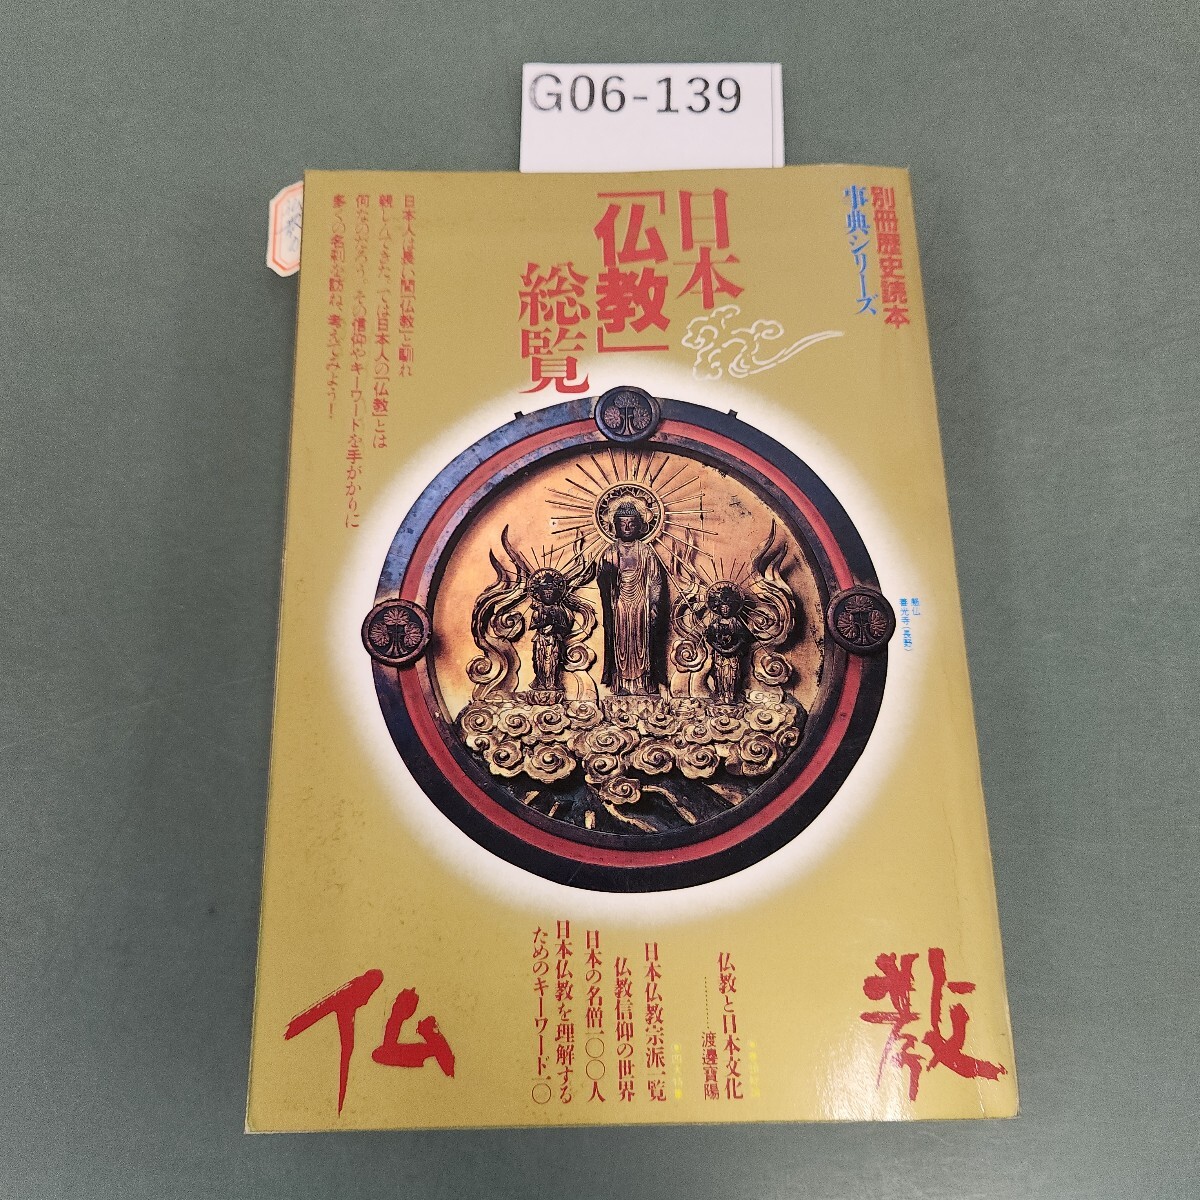 G06-139
別冊歴史読本
事典シリーズ
日本
「仏教」
総覧
日本人は長い間「仏教」と馴れ
親しんできた。では日本人の「仏教」とは
何なのだろう。その信仰やキーワードを手がかりに
多くの名刹を訪ね、考えてみよう！
懸仏
善光寺（長野）
仏教と日本文化
渡邊寶陽
日本仏教宗派一覧
仏教信仰の世界
日本の名僧一〇〇人
日本仏教を理解する
ためのキーワード一〇
仏
教